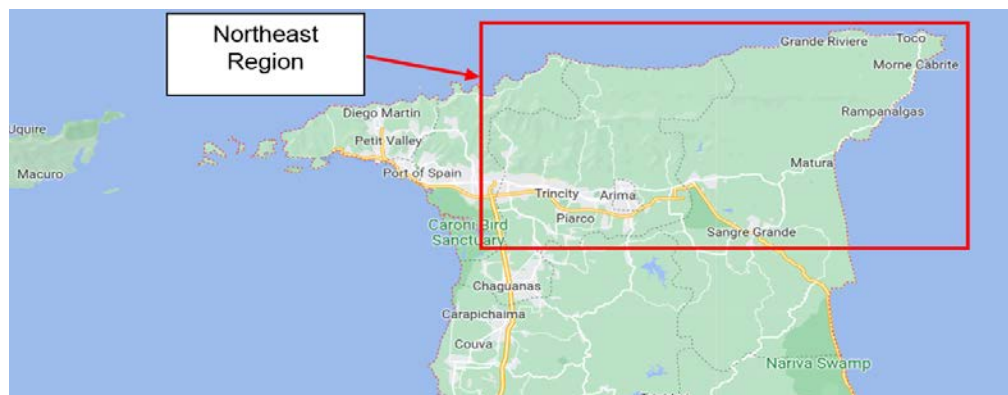 Northeast
Region
Grande Riviere
Toco
Morne Cabrite
Diego Martin
Rampanalgas
Uquire
Petit Valley
Macuro
Port of Spain
Matura
Trincity
Arima
Piarco
Caroni Bird
Sanctuary
Sangre Grande
Chaguanas
Carapichaima
Couva
Nariva Swamp